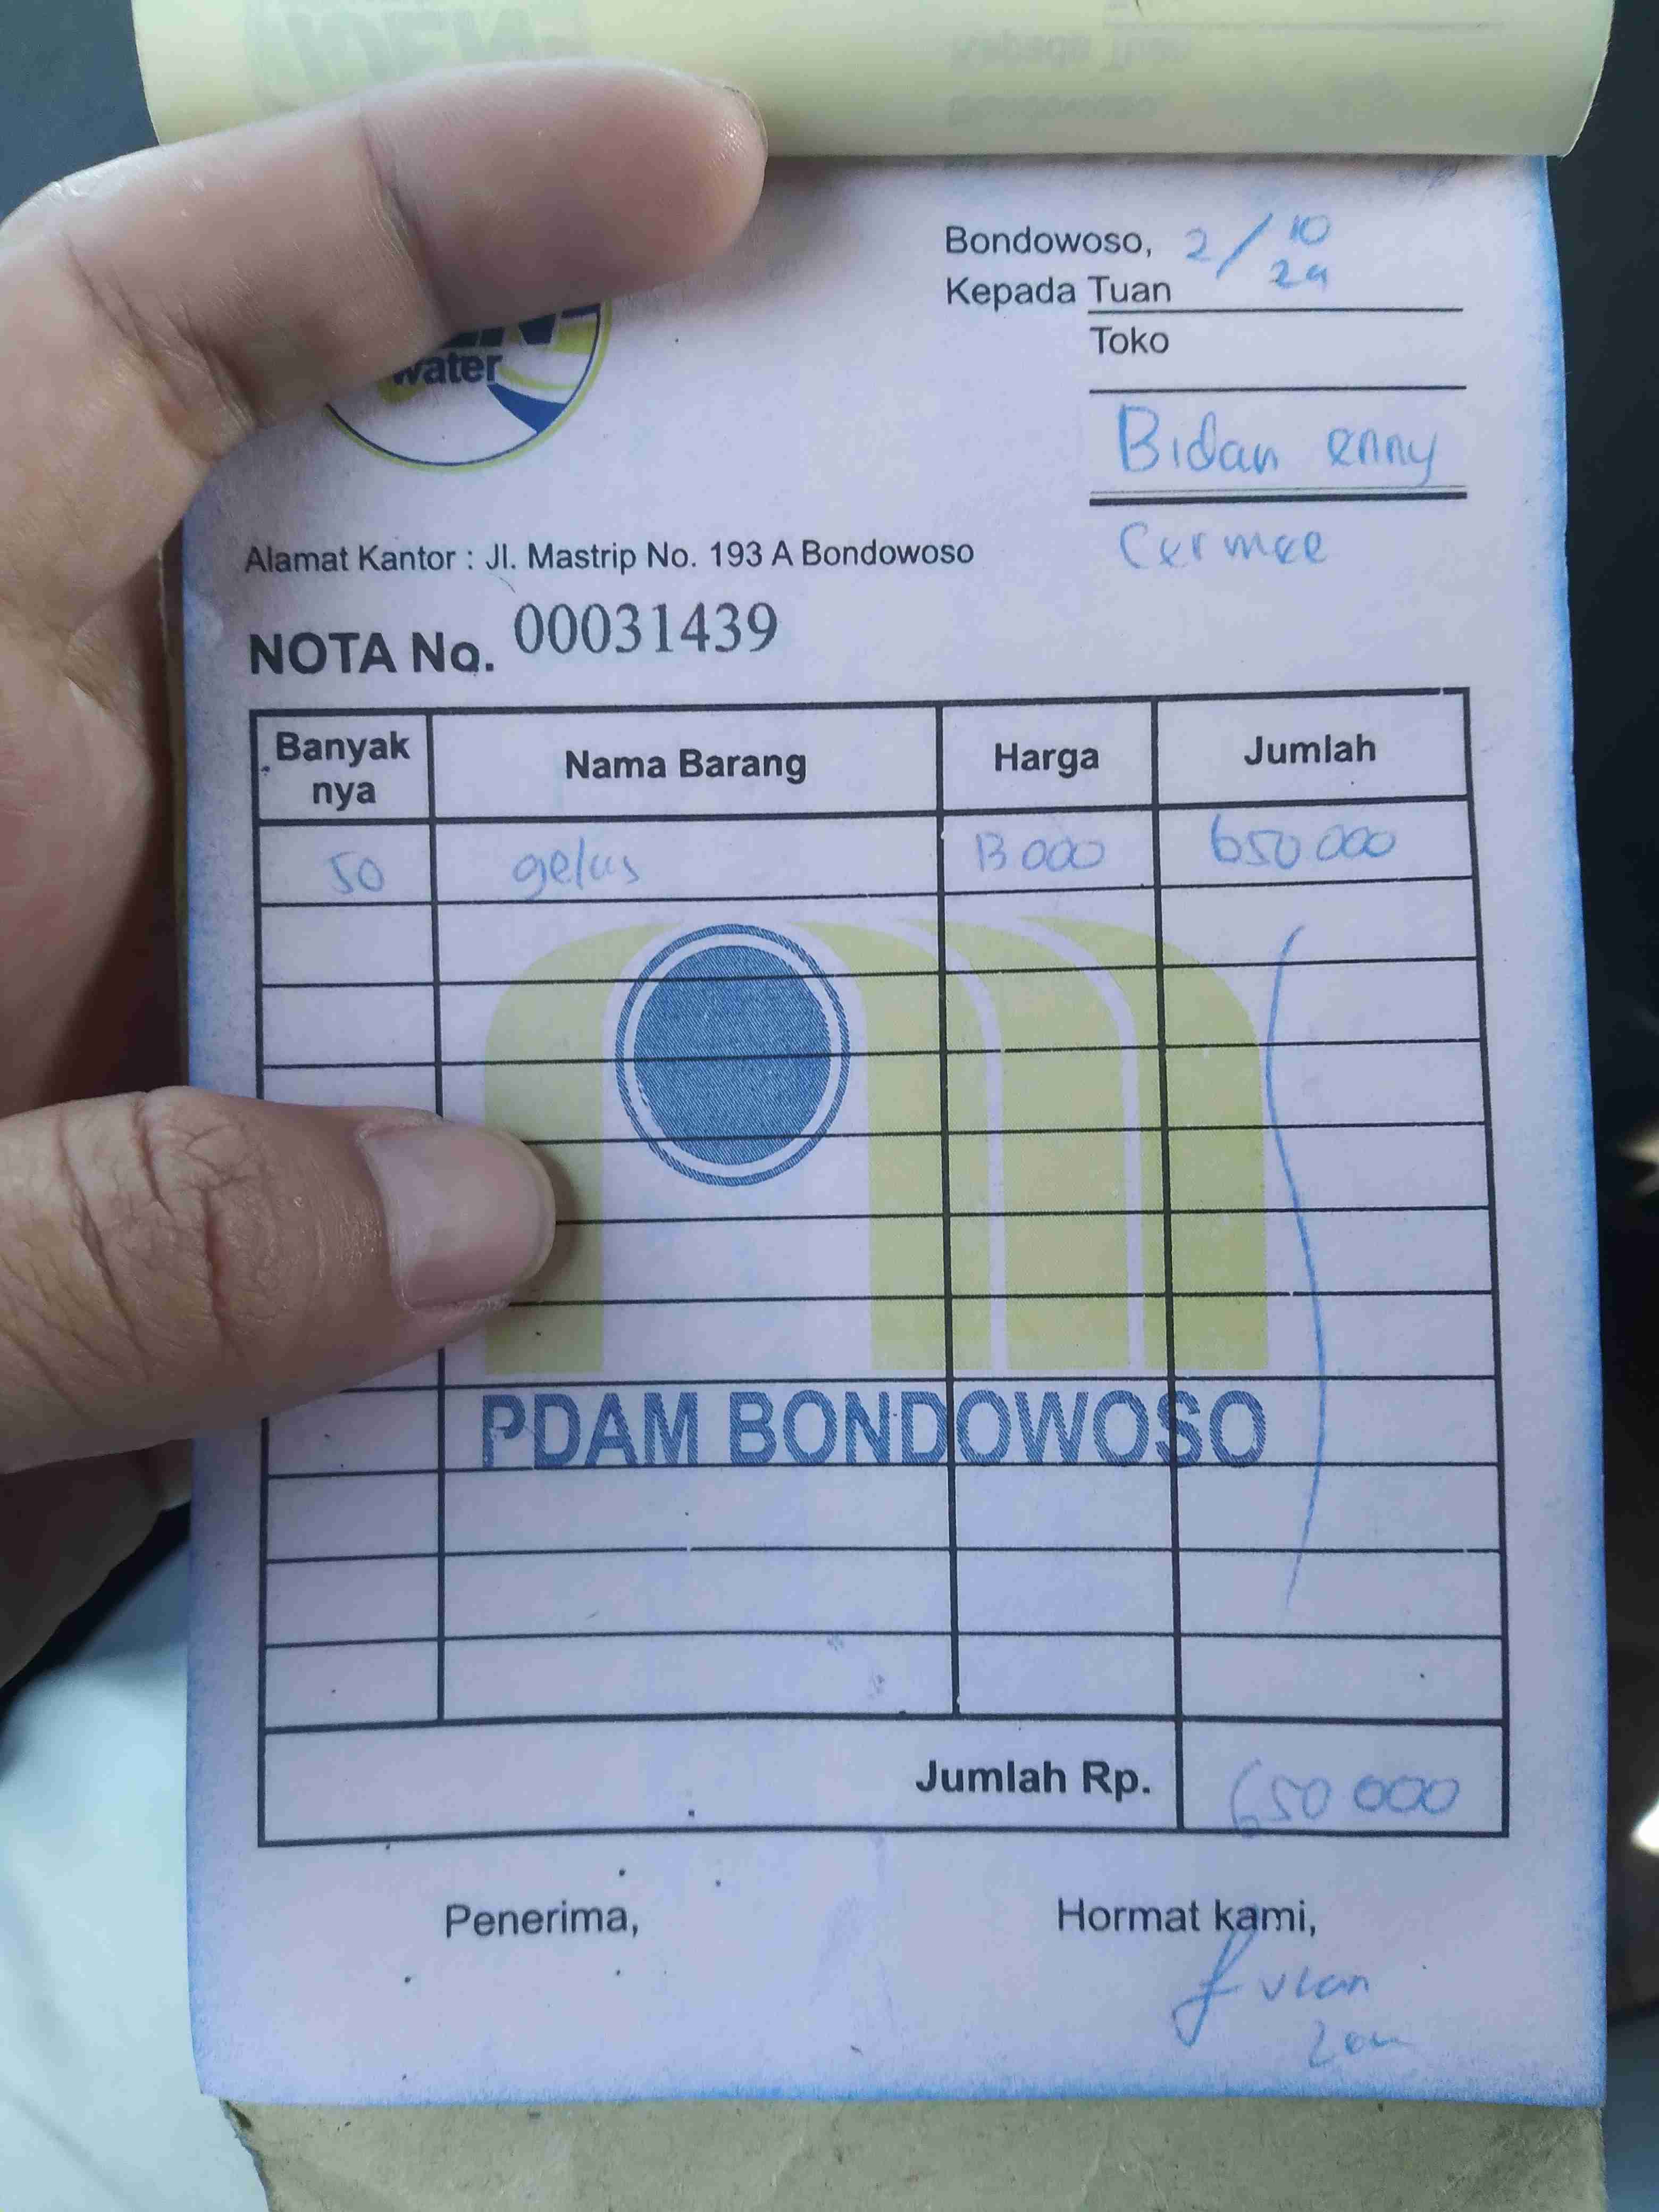 water
Bondowoso, 2/10
24
Kepada Tuan
Toko
Bidan enny
Cermee
Alamat Kantor : Jl. Mastrip No. 193 A Bondowoso
NOTA No. 00031439
Banyak nya Nama Barang Harga Jumlah
50 gelas 13 000 650 000
PDAM BONDOWOSO
Jumlah Rp. 650 000
Penerima, Hormat kami,